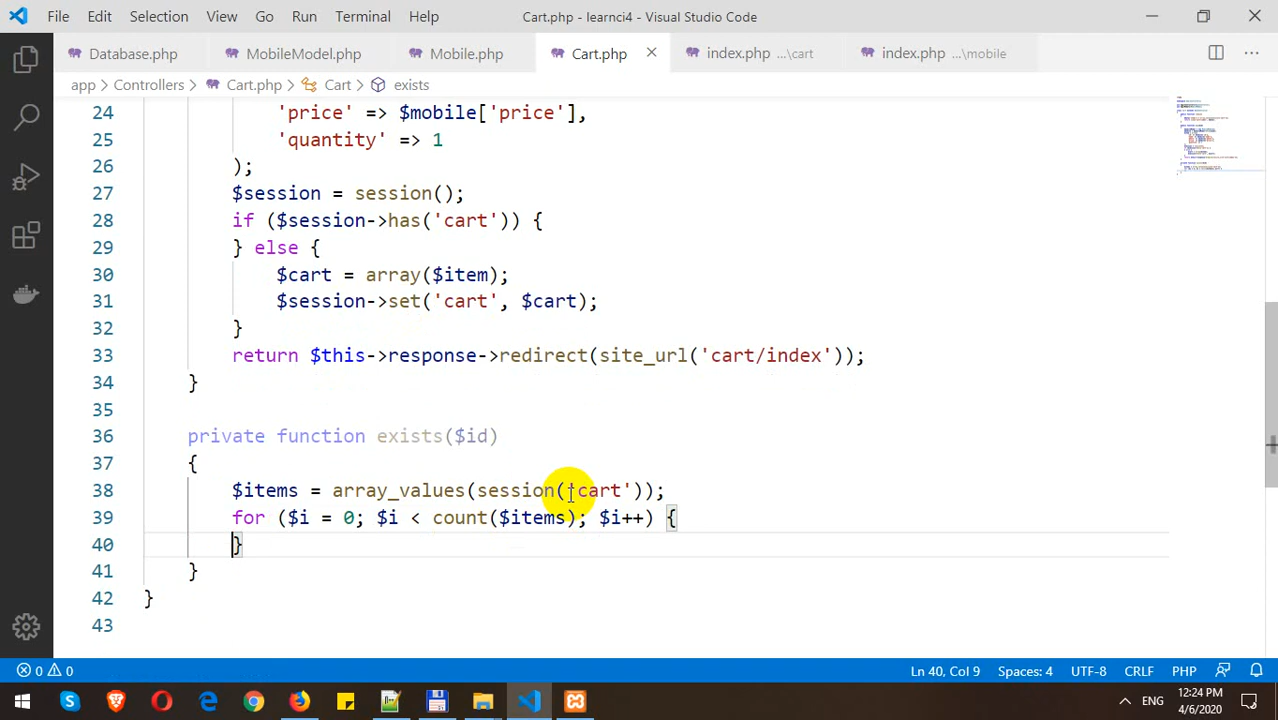 File Edit Selection View Go Run Terminal Help Cart.php - learnci4 - Visual Studio Code
Database.php MobileModel.php Mobile.php Cart.php index.php ...\cart index.php ...\mobile
app > Controllers > Cart.php > Cart > exists
24 'price' => $mobile['price'],
25 'quantity' => 1
26 );
27 $session = session();
28 if ($session->has('cart')) {
29 } else {
30 $cart = array($item);
31 $session->set('cart', $cart);
32 }
33 return $this->response->redirect(site_url('cart/index'));
34 }
35
36 private function exists($id)
37 {
38 $items = array_values(session('cart'));
39 for ($i = 0; $i < count($items); $i++) {
40 }
41 }
42 }
43
0 0 Ln 40, Col 9 Spaces: 4 UTF-8 CRLF PHP
ENG 12:24 PM
4/6/2020